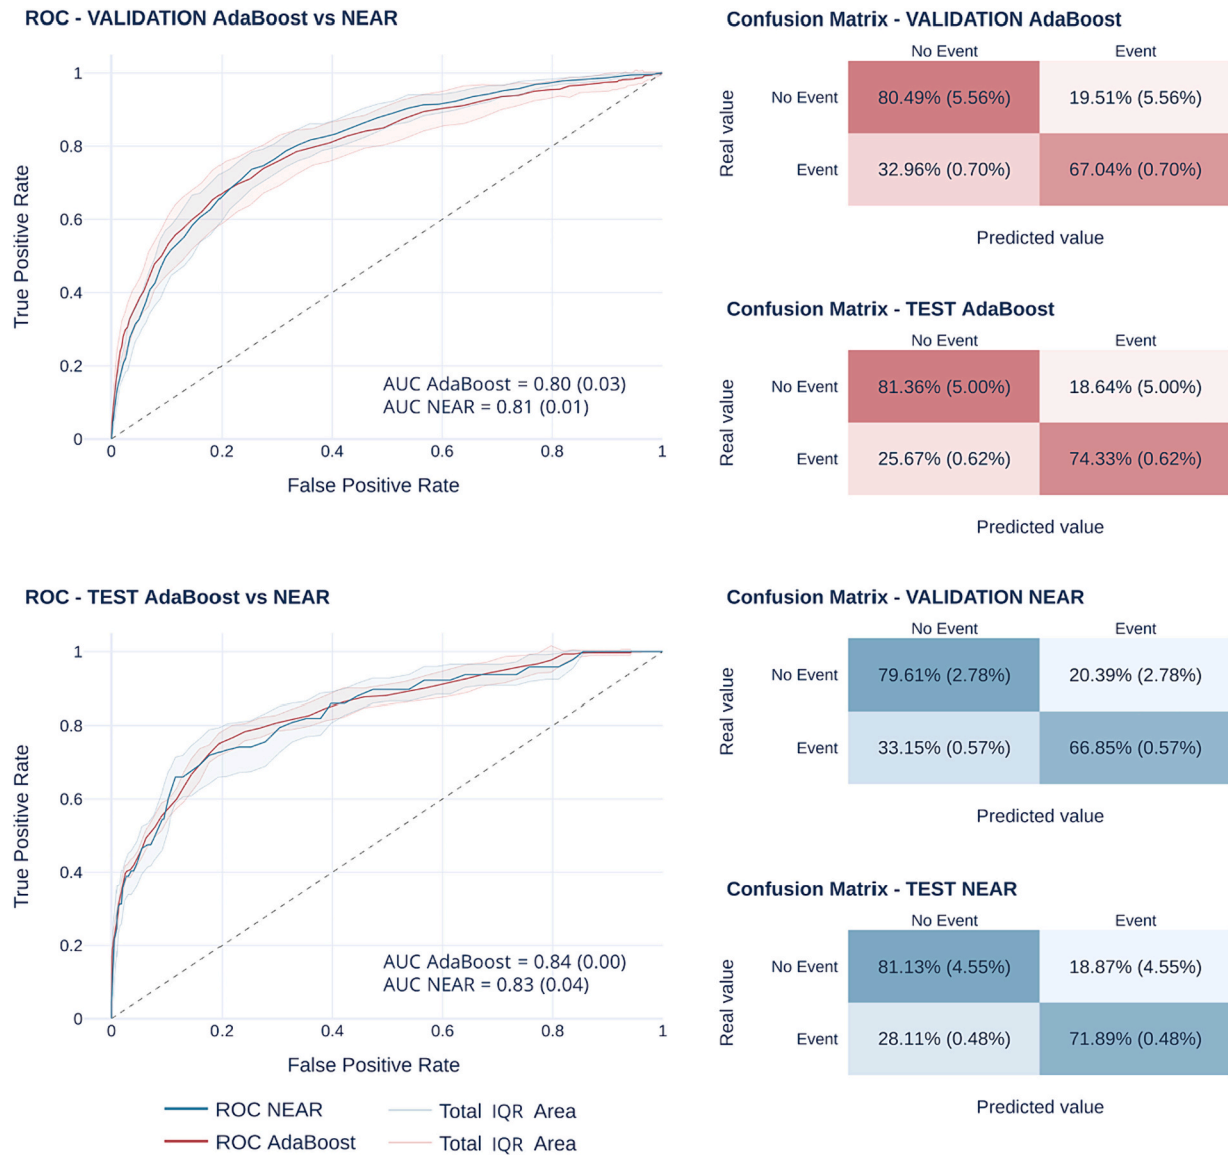 ROC - VALIDATION AdaBoost vs NEAR
True Positive Rate
1
0.8
0.6
0.4
0.2
0
0
0.2
0.4
0.6
0.8
1
False Positive Rate
AUC AdaBoost = 0.80 (0.03)
AUC NEAR = 0.81 (0.01)
Confusion Matrix - VALIDATION AdaBoost
No Event
Event
Real value
No Event
80.49% (5.56%)
19.51% (5.56%)
Event
32.96% (0.70%)
67.04% (0.70%)
Predicted value
Confusion Matrix - TEST AdaBoost
No Event
Event
Real value
No Event
81.36% (5.00%)
18.64% (5.00%)
Event
25.67% (0.62%)
74.33% (0.62%)
Predicted value
ROC - TEST AdaBoost vs NEAR
True Positive Rate
1
0.8
0.6
0.4
0.2
0
0
0.2
0.4
0.6
0.8
1
False Positive Rate
AUC AdaBoost = 0.84 (0.00)
AUC NEAR = 0.83 (0.04)
ROC NEAR
Total IQR Area
ROC AdaBoost
Total IQR Area
Confusion Matrix - VALIDATION NEAR
No Event
Event
Real value
No Event
79.61% (2.78%)
20.39% (2.78%)
Event
33.15% (0.57%)
66.85% (0.57%)
Predicted value
Confusion Matrix - TEST NEAR
No Event
Event
Real value
No Event
81.13% (4.55%)
18.87% (4.55%)
Event
28.11% (0.48%)
71.89% (0.48%)
Predicted value